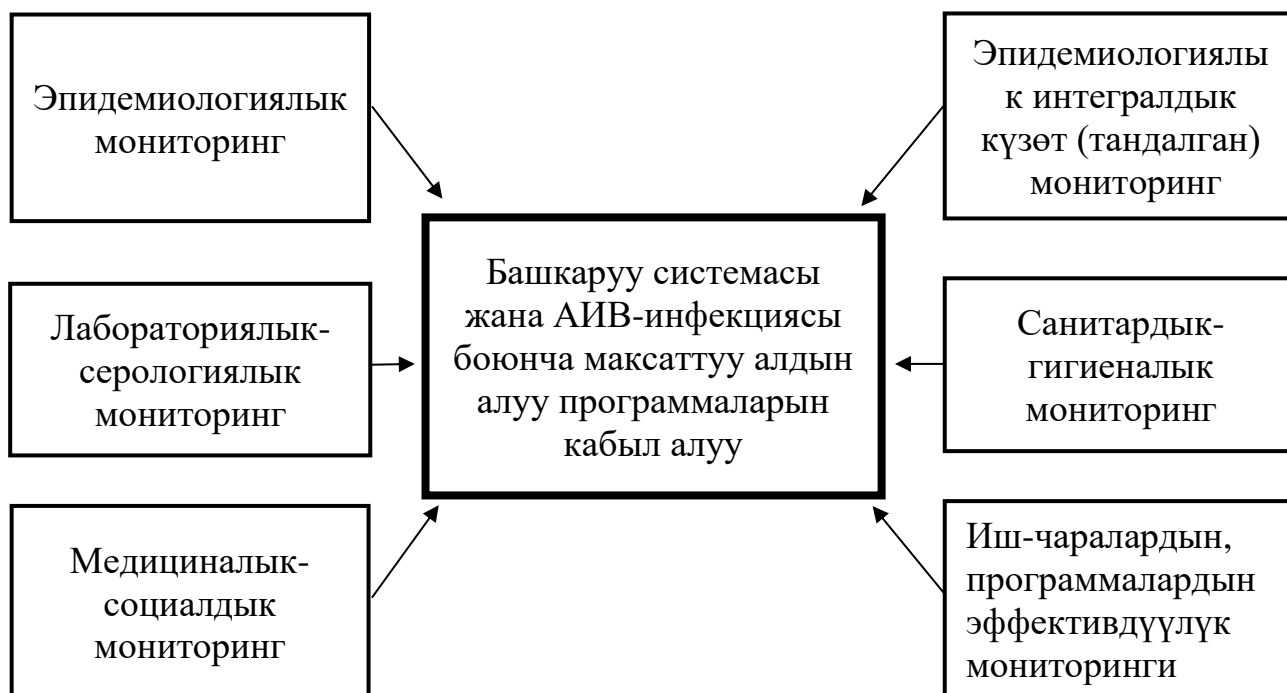 Эпидемиологиялык
мониторинг
Эпидемиологиялы
к интегралдык
күзөт (тандалган)
мониторинг
Башкаруу системасы
жана АИВ-инфекциясы
боюнча максаттуу алдын
алуу программаларын
кабыл алуу
Лабораториялык-
серологиялык
мониторинг
Санитардык-
гигиеналык
мониторинг
Медициналык-
социалдык
мониторинг
Иш-чаралардын,
программалардын
эффективдүүлүк
мониторинги